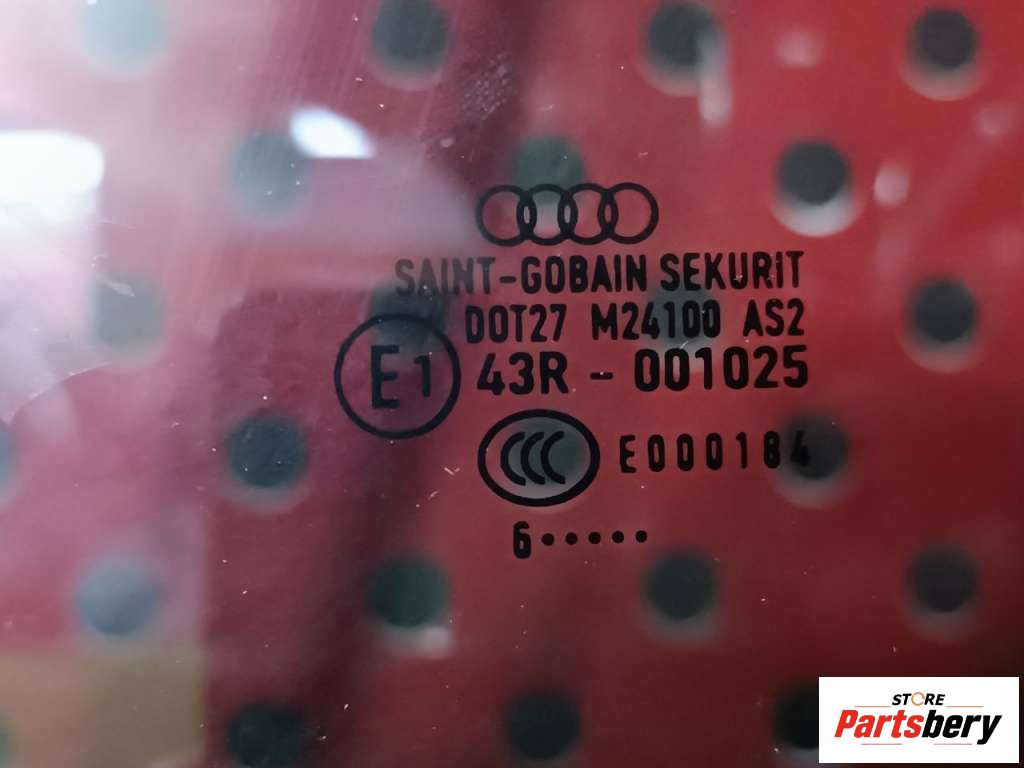 SAINT-GOBAIN SEKURIT
DOT27 M24100 AS2
E1 43R - 001025
CCC E000184
6•••••
STORE
Partsbery